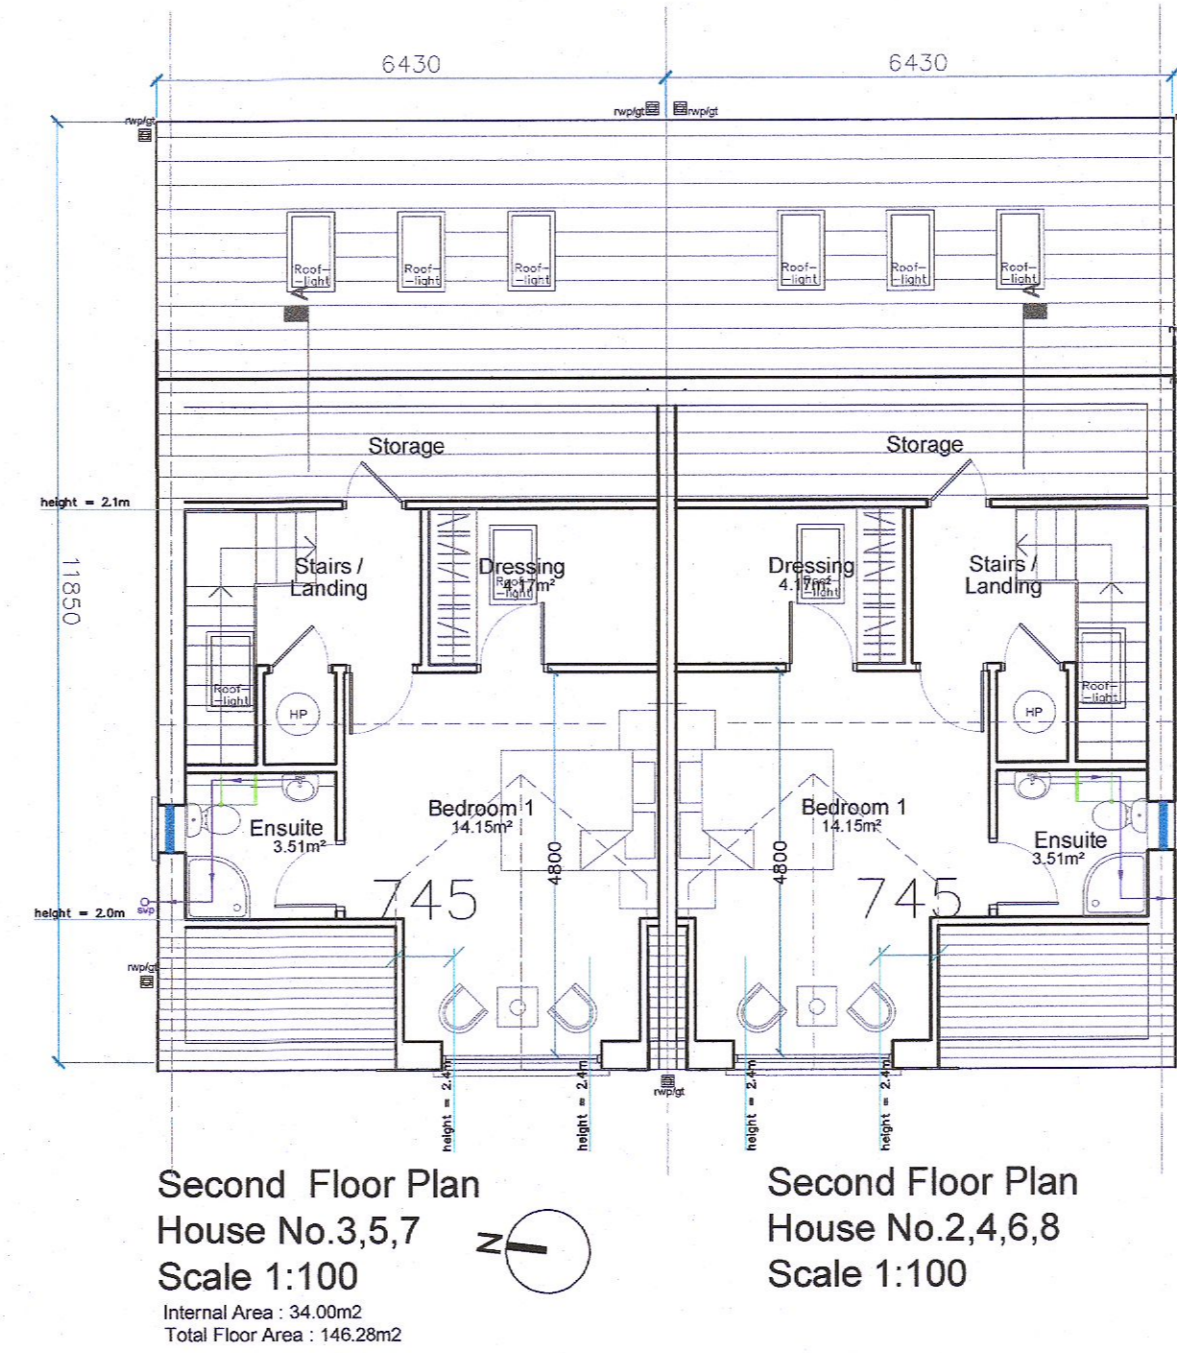 6430
6430
rwp/gt
rwp/gt
rwp/gt
Roof-
-light
Roof-
-light
Roof-
-light
Roof-
-light
Roof-
-light
Roof-
-light
A
A
Storage
Storage
height = 2.1m
11850
Stairs /
Landing
Dressing
4.17m²
Roof-
-light
Dressing
4.17m²
Roof-
-light
Stairs /
Landing
Roof-
-light
HP
HP
Roof-
-light
Bedroom 1
14.15m²
Bedroom 1
14.15m²
Ensuite
3.51m²
Ensuite
3.51m²
4800
4800
745
745
svp
height = 2.0m
rwp/gt
height = 2.4m
height = 2.4m
rwp/gt
height = 2.4m
height = 2.4m
Second Floor Plan
House No.3,5,7
Scale 1:100
Internal Area : 34.00m2
Total Floor Area : 146.28m2
N
Second Floor Plan
House No.2,4,6,8
Scale 1:100